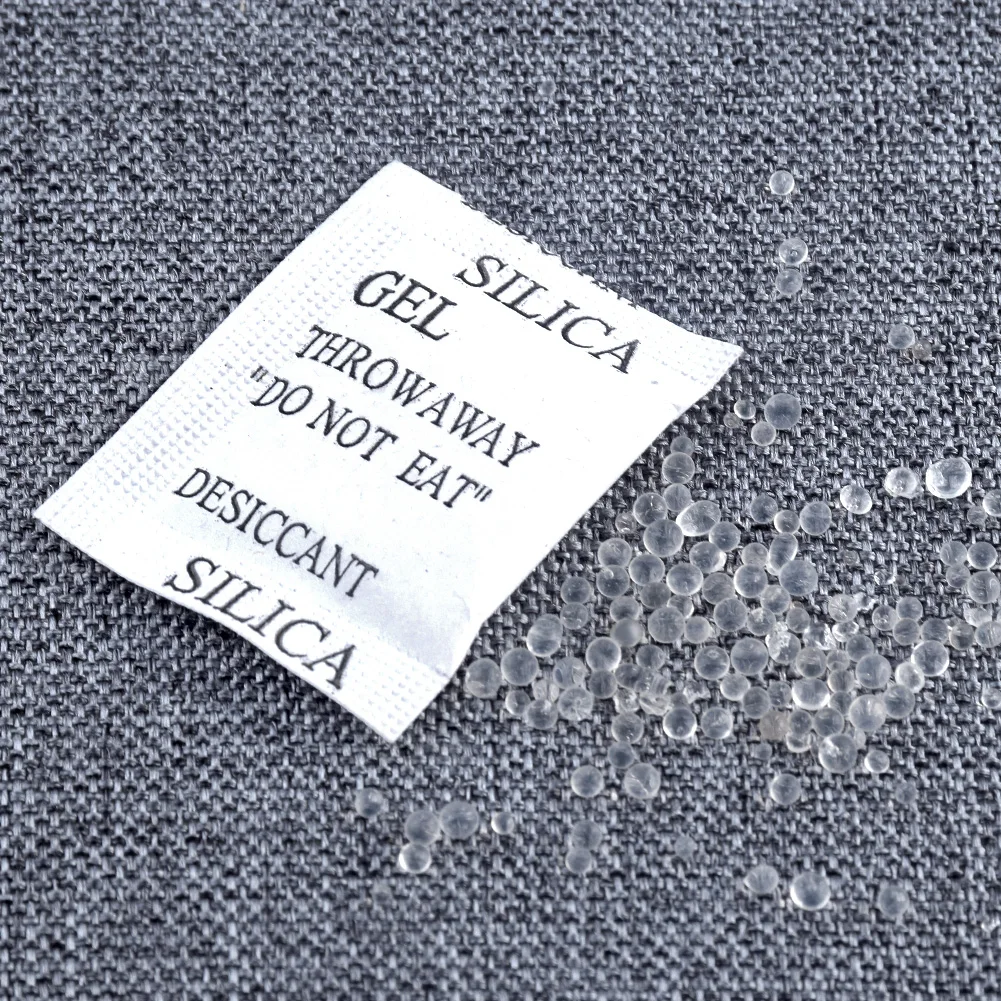 SILICA
GEL
THROWAWAY
"DO NOT EAT"
DESICCANT
SILICA